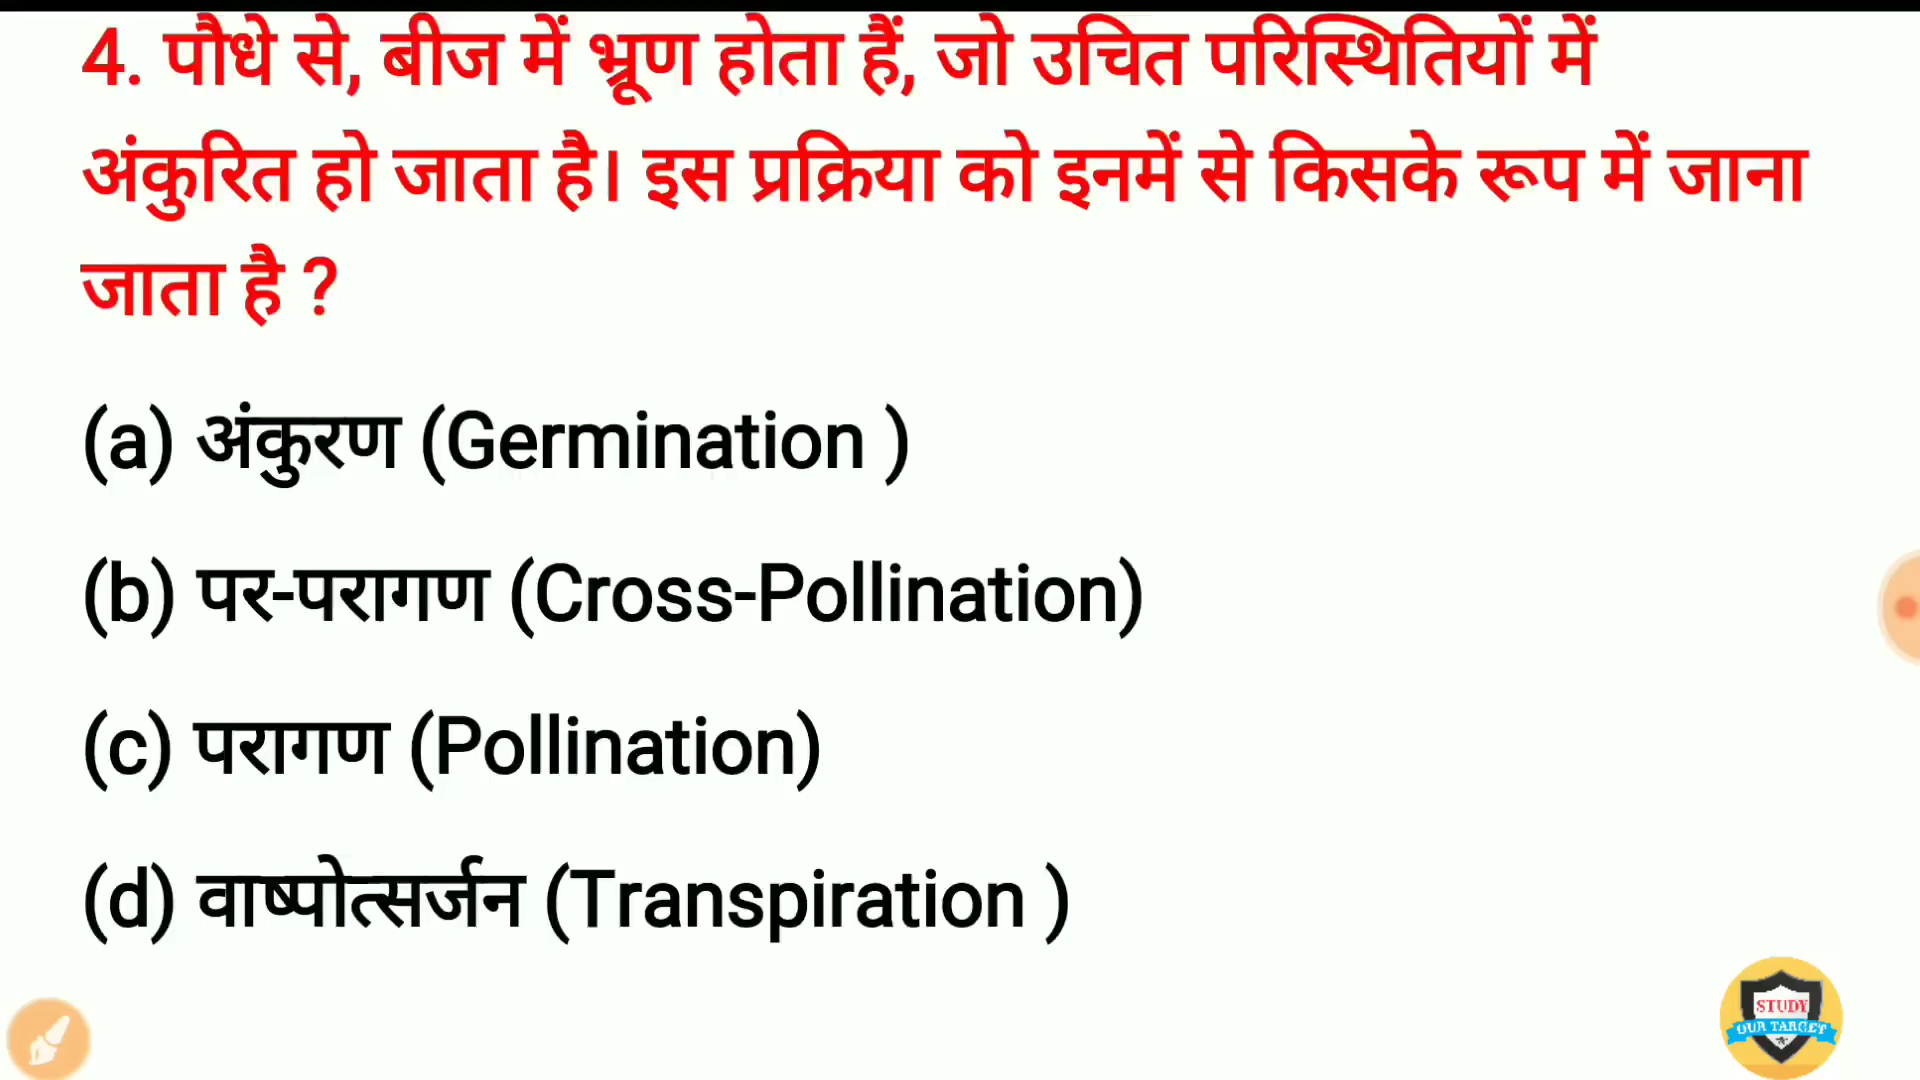 4. पौधे से, बीज में भ्रूण होता हैं, जो उचित परिस्थितियों में
अंकुरित हो जाता है। इस प्रक्रिया को इनमें से किसके रूप में जाना
जाता है ?
(a) अंकुरण (Germination )
(b) पर-परागण (Cross-Pollination)
(c) परागण (Pollination)
(d) वाष्पोत्सर्जन (Transpiration )
STUDY
OUR TARGET